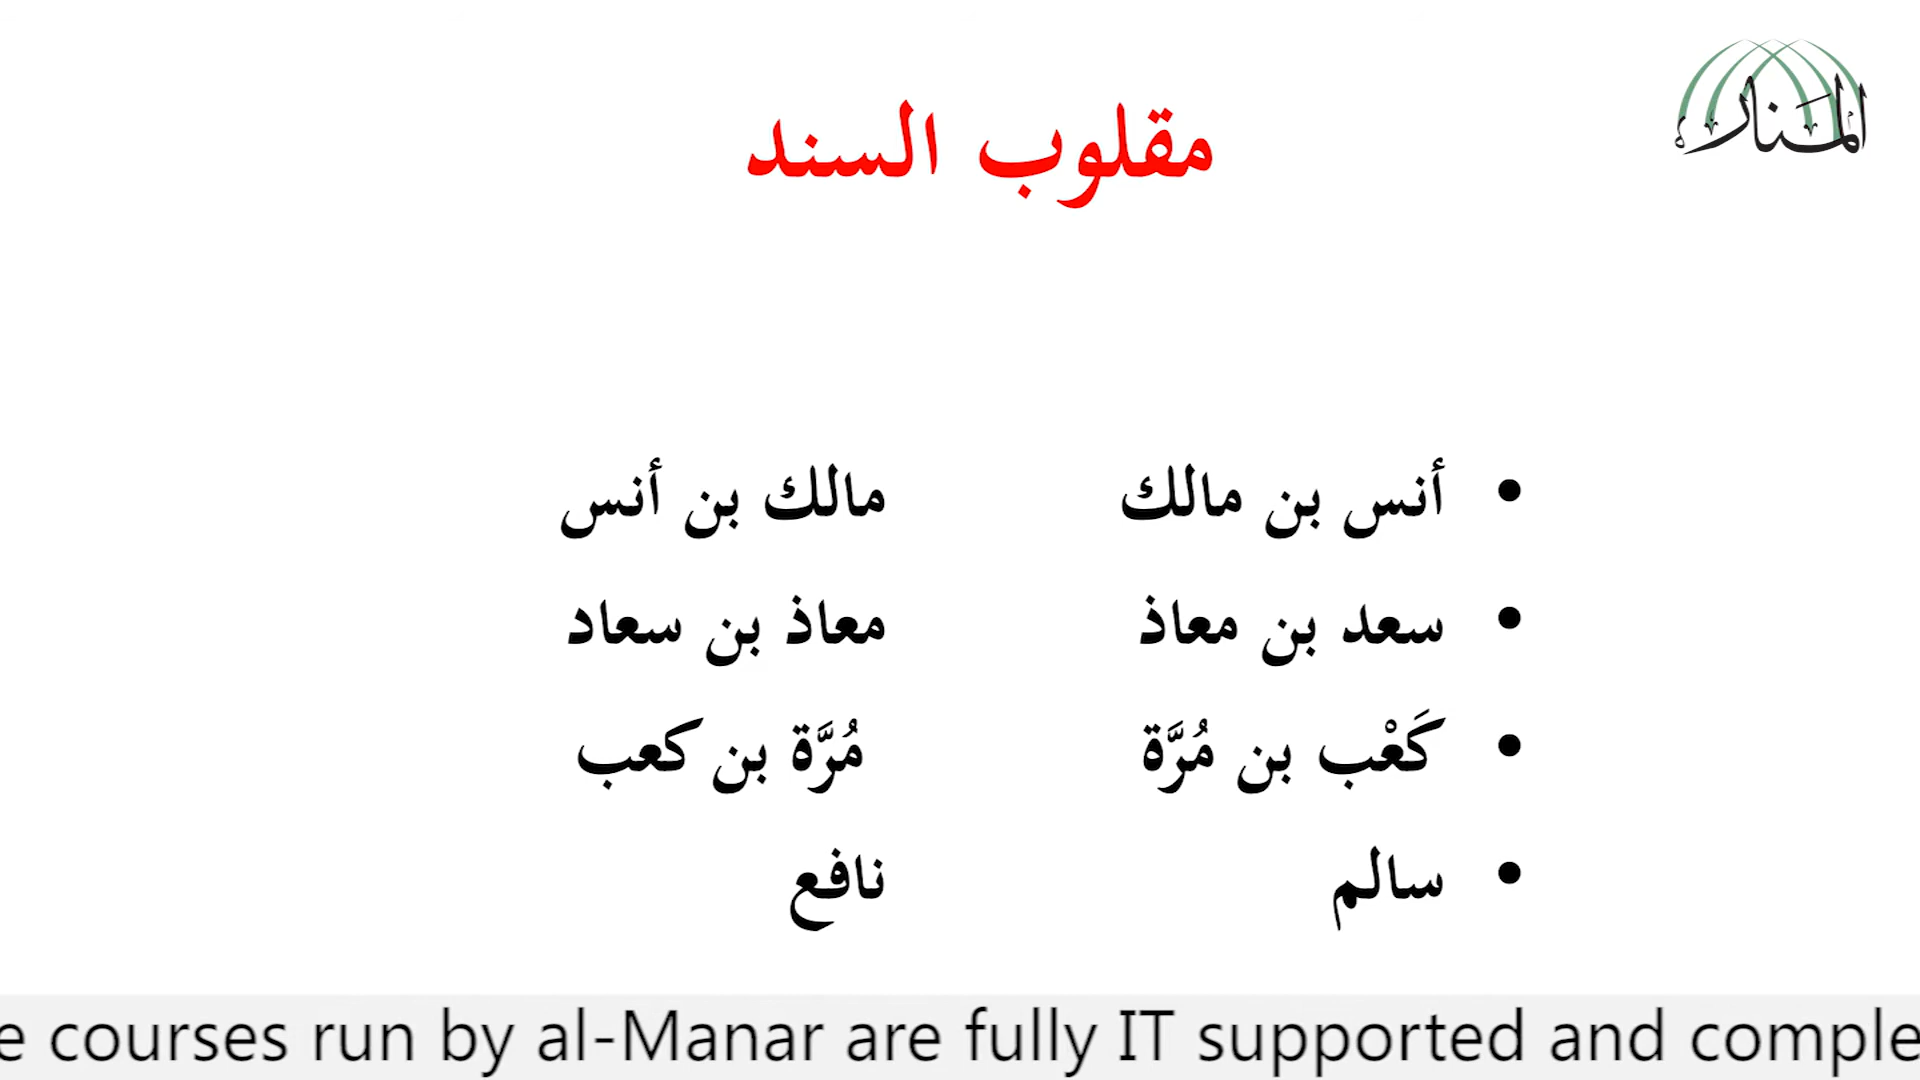 المنار
مقلوب السند
• أنس بن مالك مالك بن أنس
• سعد بن معاذ معاذ بن سعاد
• كَعْب بن مُرَّة مُرَّة بن كعب
• سالم نافع
e courses run by al-Manar are fully IT supported and comple